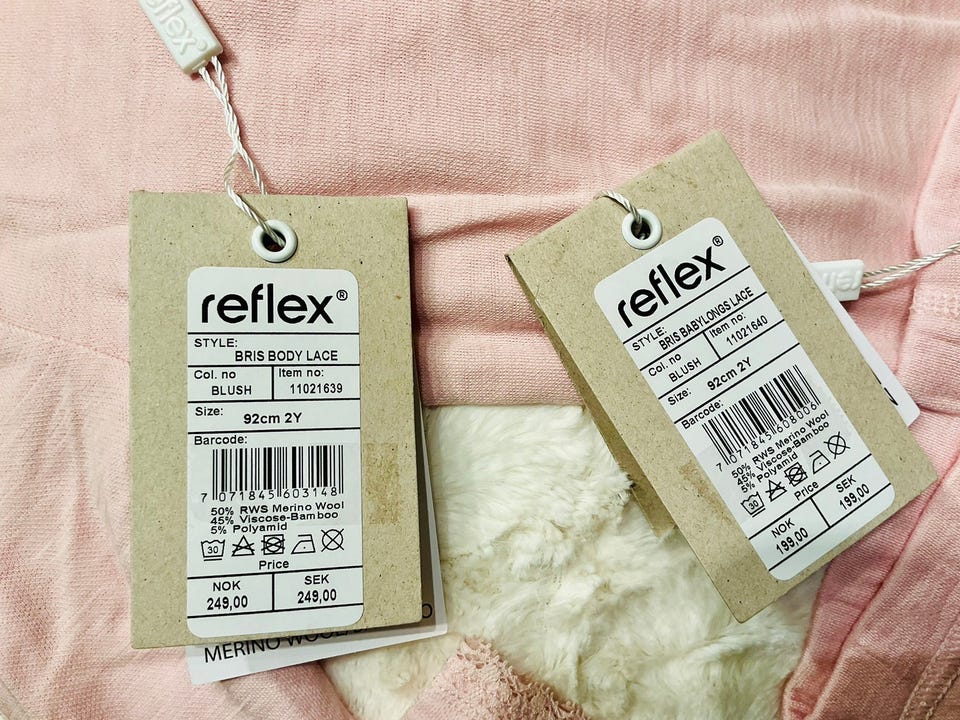 reflex
reflex®
STYLE:
BRIS BODY LACE
Col. no
BLUSH
Item no:
11021639
Size:
92cm 2Y
Barcode:
7 071845 603148
50% RWS Merino Wool
45% Viscose-Bamboo
5% Polyamid
30
Price
NOK
249,00
SEK
249,00
MERINO WOOL
reflex®
STYLE:
BRIS BABYLONGS LACE
Col. no
BLUSH
Item no:
11021640
Size:
92cm 2Y
Barcode:
7 071845 608006
50% RWS Merino Wool
45% Viscose-Bamboo
5% Polyamid
30
Price
NOK
199,00
SEK
199,00